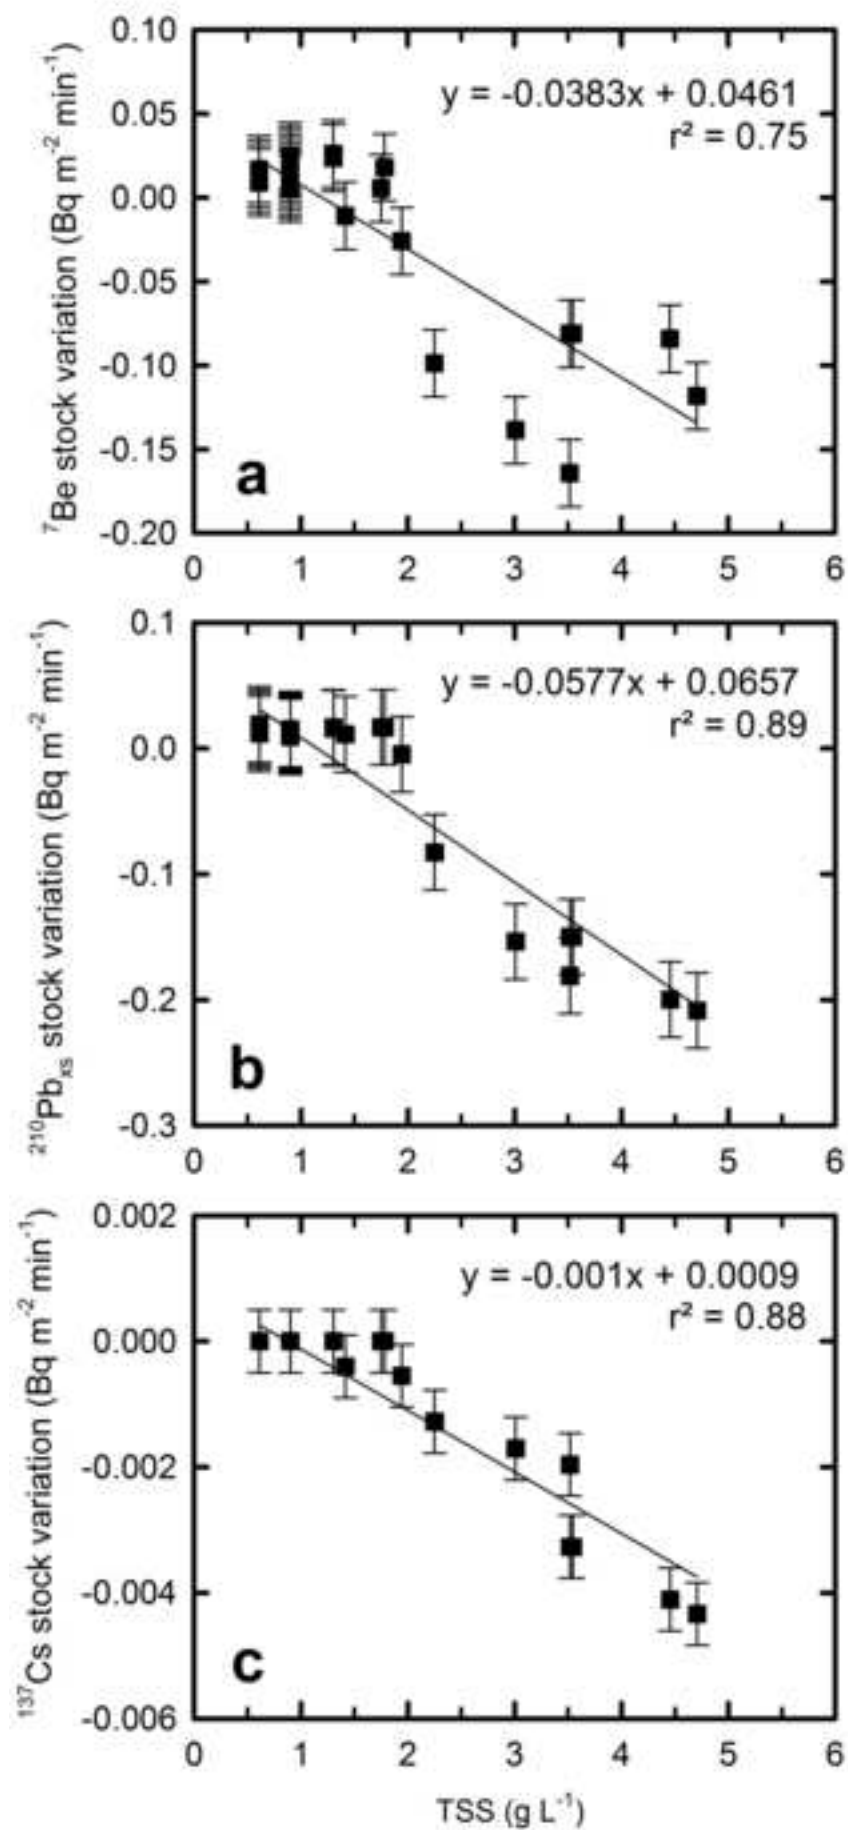 ⁷Be stock variation (Bq m⁻² min⁻¹)
0.10
0.05
0.00
-0.05
-0.10
-0.15
-0.20
y = -0.0383x + 0.0461
r² = 0.75
a
0 1 2 3 4 5 6
²¹⁰Pbₓₛ stock variation (Bq m⁻² min⁻¹)
0.1
0.0
-0.1
-0.2
-0.3
y = -0.0577x + 0.0657
r² = 0.89
b
0 1 2 3 4 5 6
¹³⁷Cs stock variation (Bq m⁻² min⁻¹)
0.002
0.000
-0.002
-0.004
-0.006
y = -0.001x + 0.0009
r² = 0.88
c
0 1 2 3 4 5 6
TSS (g L⁻¹)